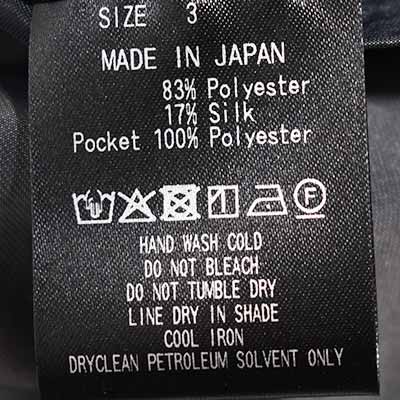 SIZE 3
MADE IN JAPAN
83% Polyester
17% Silk
Pocket 100% Polyester
F
HAND WASH COLD
DO NOT BLEACH
DO NOT TUMBLE DRY
LINE DRY IN SHADE
COOL IRON
DRYCLEAN PETROLEUM SOLVENT ONLY